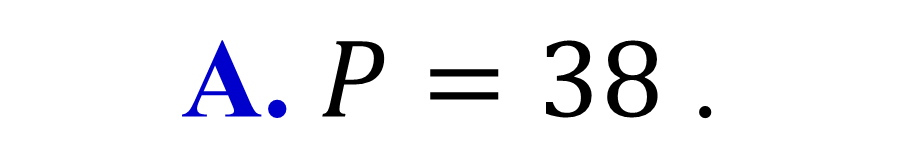 A. P = 38 .